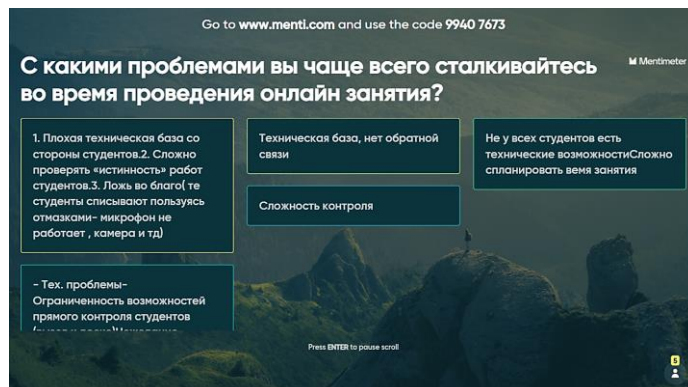 Go to www.menti.com and use the code 9940 7673
С какими проблемами вы чаще всего сталкивайтесь
во время проведения онлайн занятия?
Mentimeter
1. Плохая техническая база со
стороны студентов.2. Сложно
проверять «истинность» работ
студентов.3. Ложь во благо( те
студенты списывают пользуясь
отмазками- микрофон не
работает , камера и тд)
Техническая база, нет обратной
связи
Не у всех студентов есть
технические возможностиСложно
спланировать вемя занятия
Сложность контроля
- Тех. проблемы-
Ограниченность возможностей
прямого контроля студентов
Press ENTER to pause scroll
5